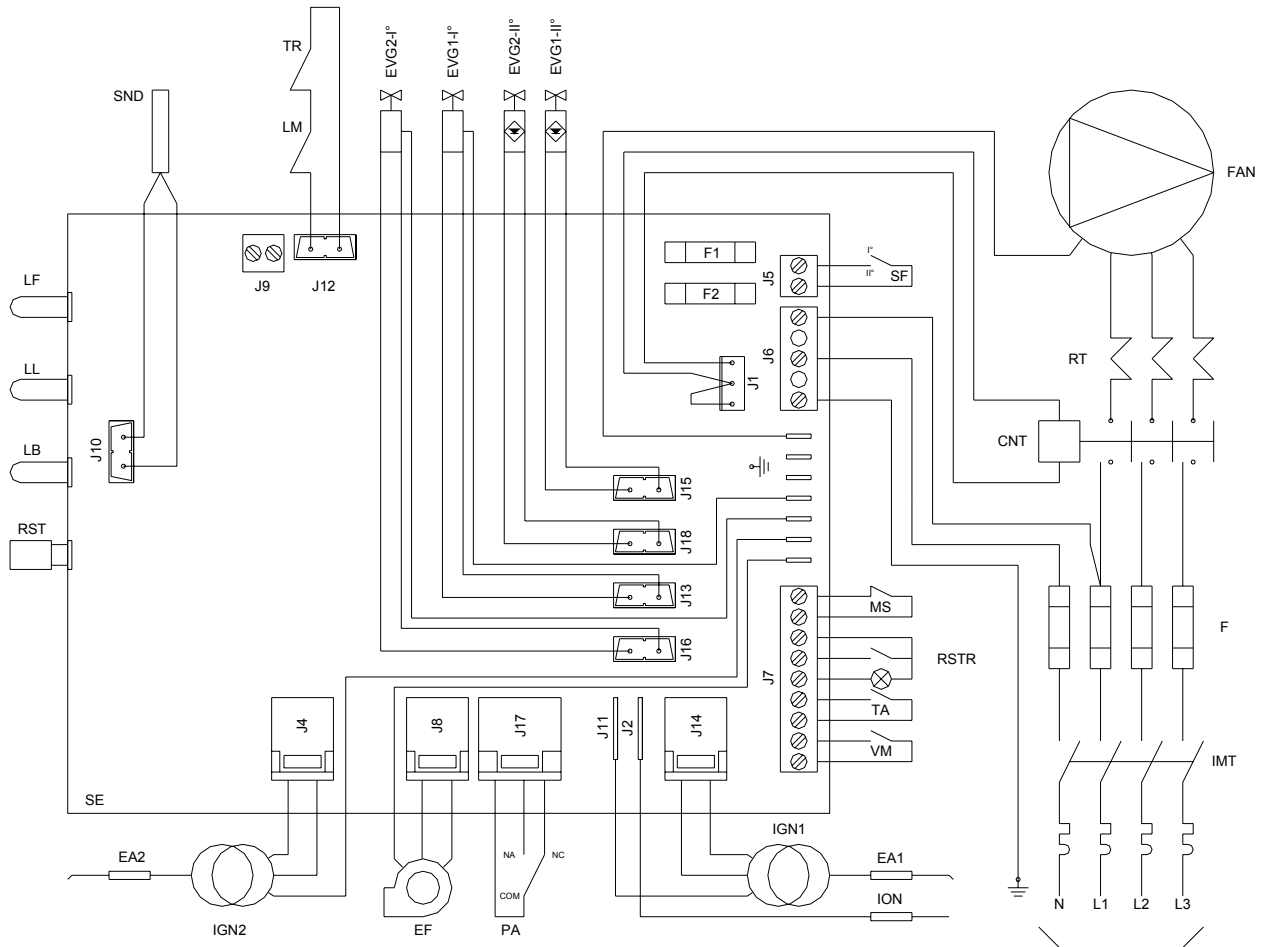 TR
EVG2-I°
EVG1-I°
EVG2-II°
EVG1-II°
SND
LM
FAN
F1
I°
II°
SF
J5
LF
J9
J12
F2
J6
RT
LL
J1
CNT
LB
J10
J15
RST
J18
J13
MS
F
J16
RSTR
J7
J4
J8
J17
J11
J2
J14
TA
VM
IMT
SE
IGN1
EA2
NA
NC
EA1
COM
ION
N
L1
L2
L3
IGN2
EF
PA